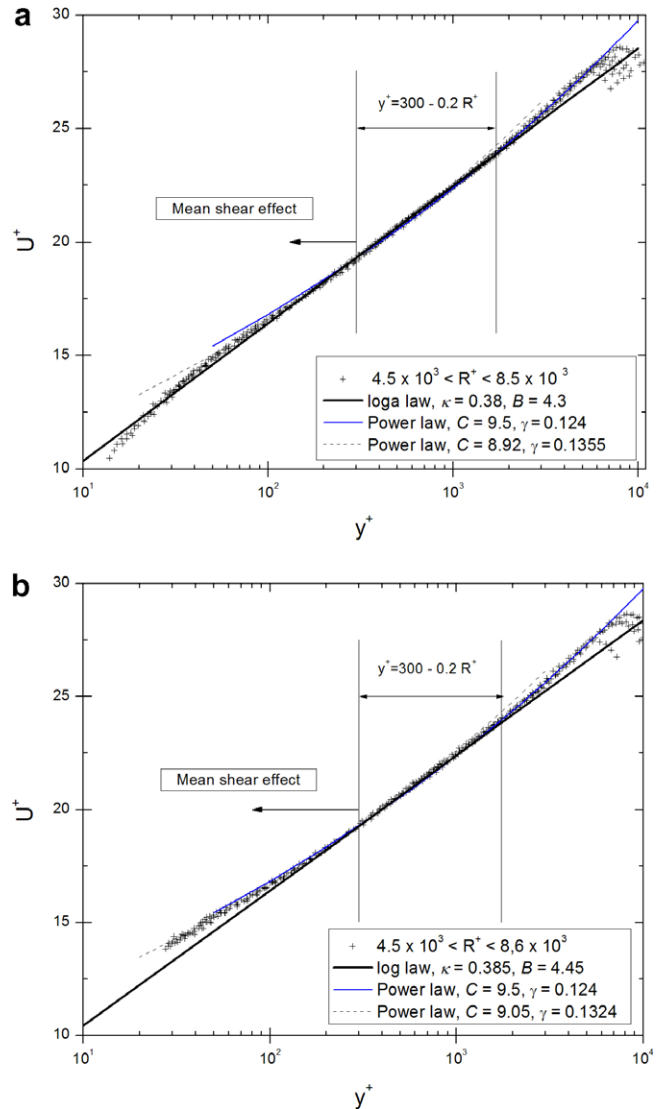 a
30
25
20
15
10
U⁺
y⁺=300 - 0.2 R⁺
Mean shear effect
4.5 x 10³ < R⁺ < 8.5 x 10³
loga law, κ = 0.38, B = 4.3
Power law, C = 9.5, γ = 0.124
Power law, C = 8.92, γ = 0.1355
10¹ 10² 10³ 10⁴
y⁺
b
30
25
20
15
10
U⁺
y⁺=300 - 0.2 R⁺
Mean shear effect
4.5 x 10³ < R⁺ < 8,6 x 10³
log law, κ = 0.385, B = 4.45
Power law, C = 9.5, γ = 0.124
Power law, C = 9.05, γ = 0.1324
10¹ 10² 10³ 10⁴
y⁺